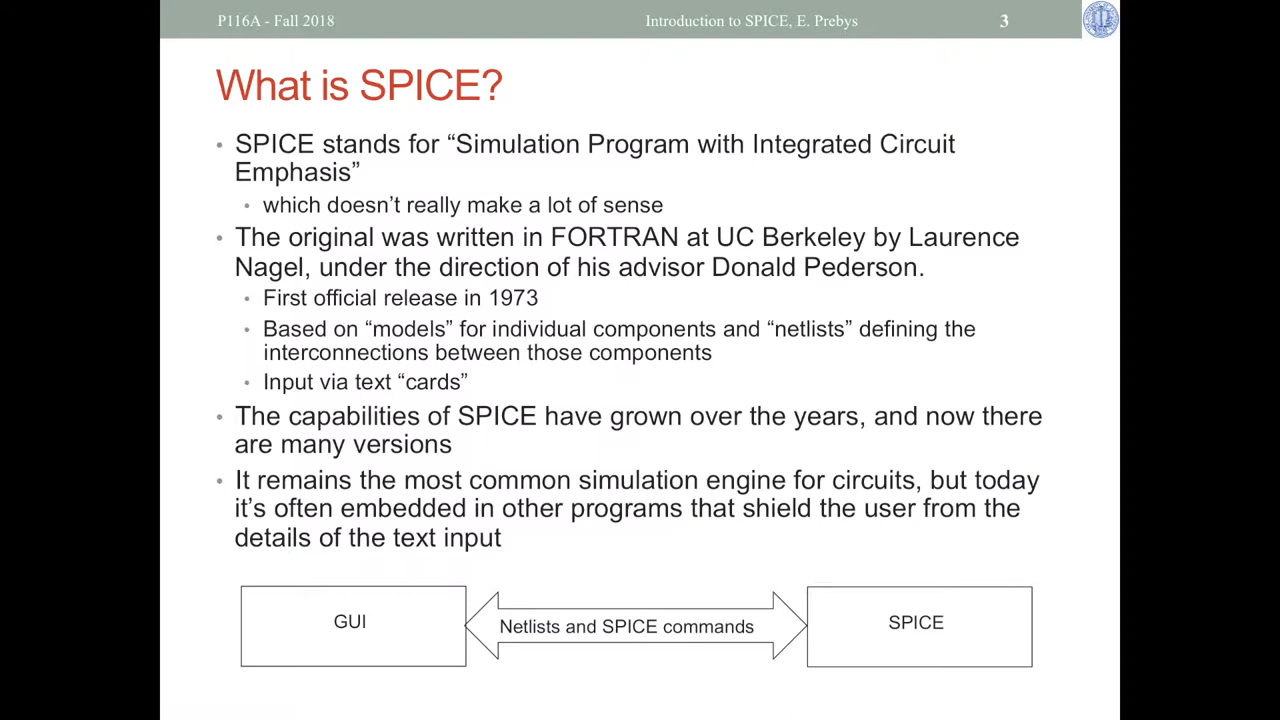 P116A - Fall 2018
Introduction to SPICE, E. Prebys
3
What is SPICE?
• SPICE stands for “Simulation Program with Integrated Circuit
Emphasis”
• which doesn’t really make a lot of sense
• The original was written in FORTRAN at UC Berkeley by Laurence
Nagel, under the direction of his advisor Donald Pederson.
• First official release in 1973
• Based on “models” for individual components and “netlists” defining the
interconnections between those components
• Input via text “cards”
• The capabilities of SPICE have grown over the years, and now there
are many versions
• It remains the most common simulation engine for circuits, but today
it’s often embedded in other programs that shield the user from the
details of the text input
GUI
Netlists and SPICE commands
SPICE